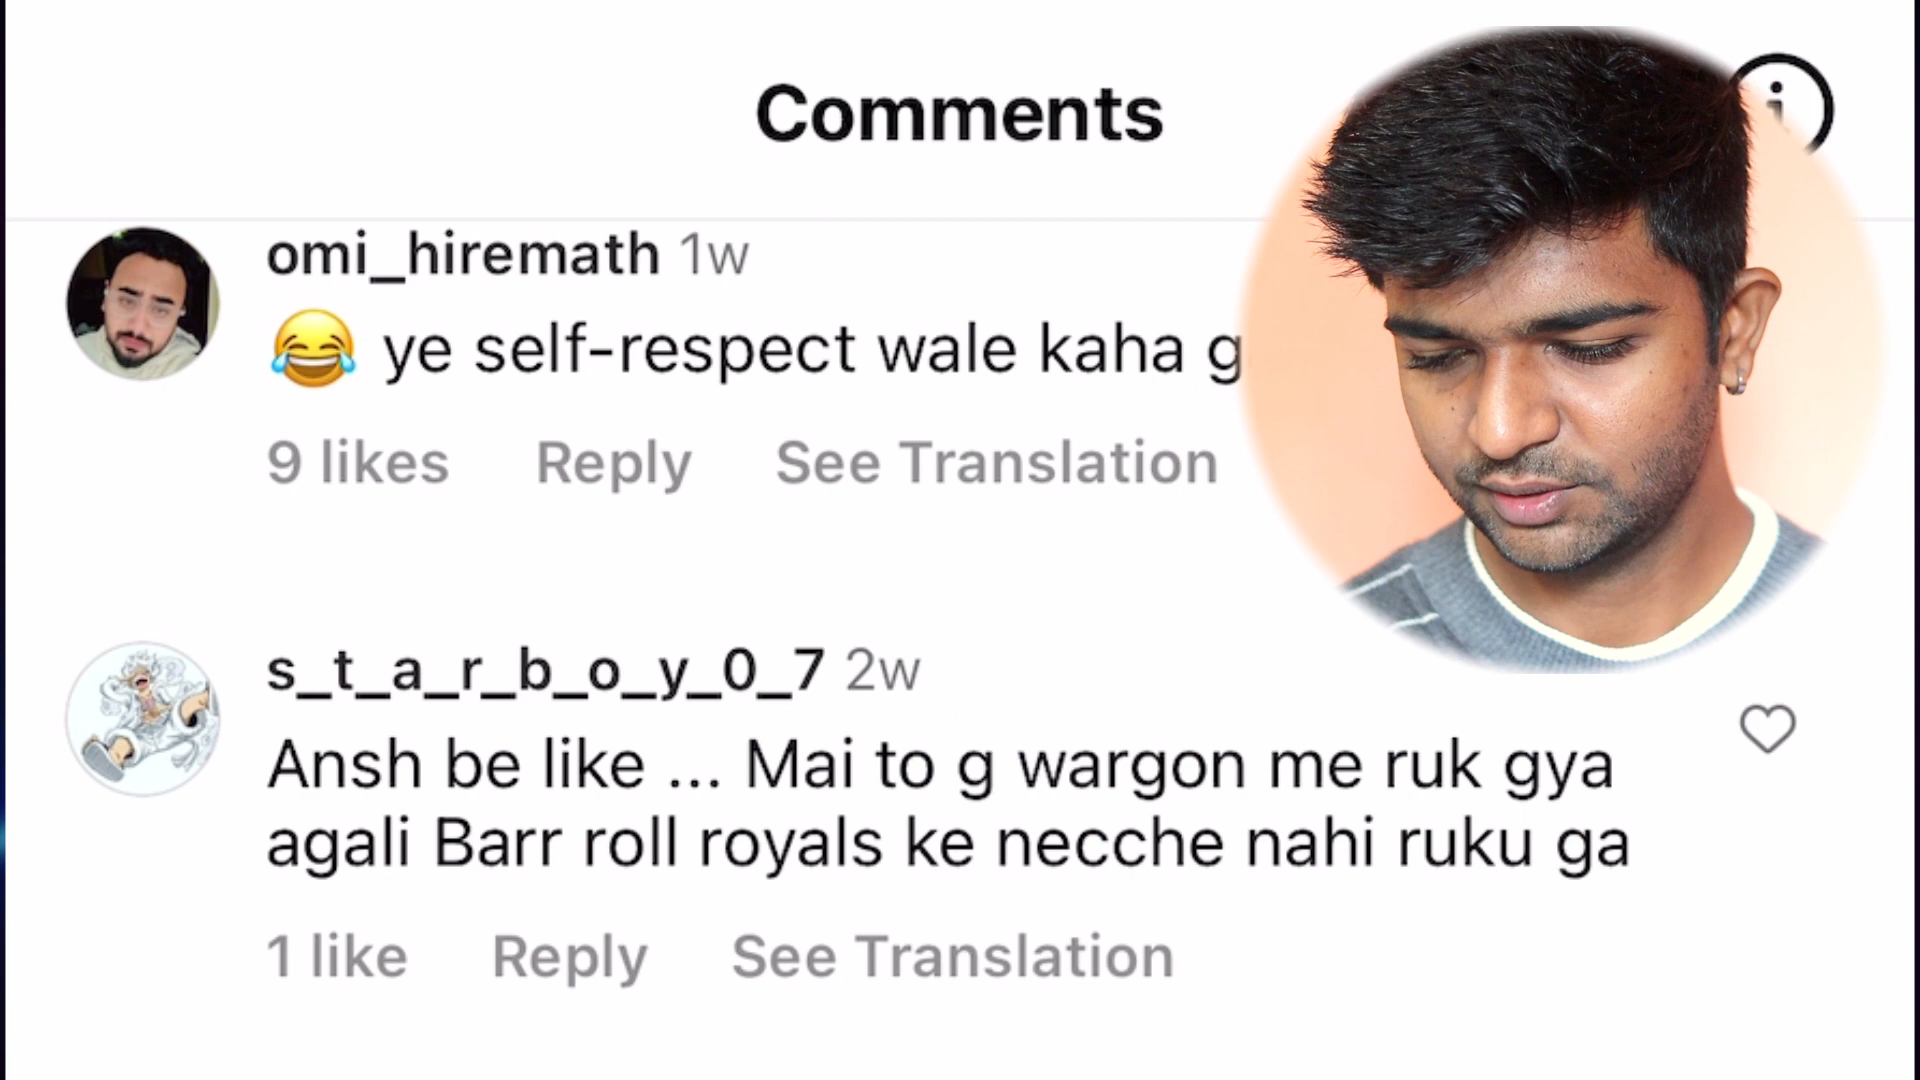 Comments
omi_hiremath 1w
😂 ye self-respect wale kaha
9 likes Reply See Translation
s_t_a_r_b_o_y_0_7 2w
Ansh be like ... Mai to g wargon me ruk gya
agali Barr roll royals ke necche nahi ruku ga
1 like Reply See Translation